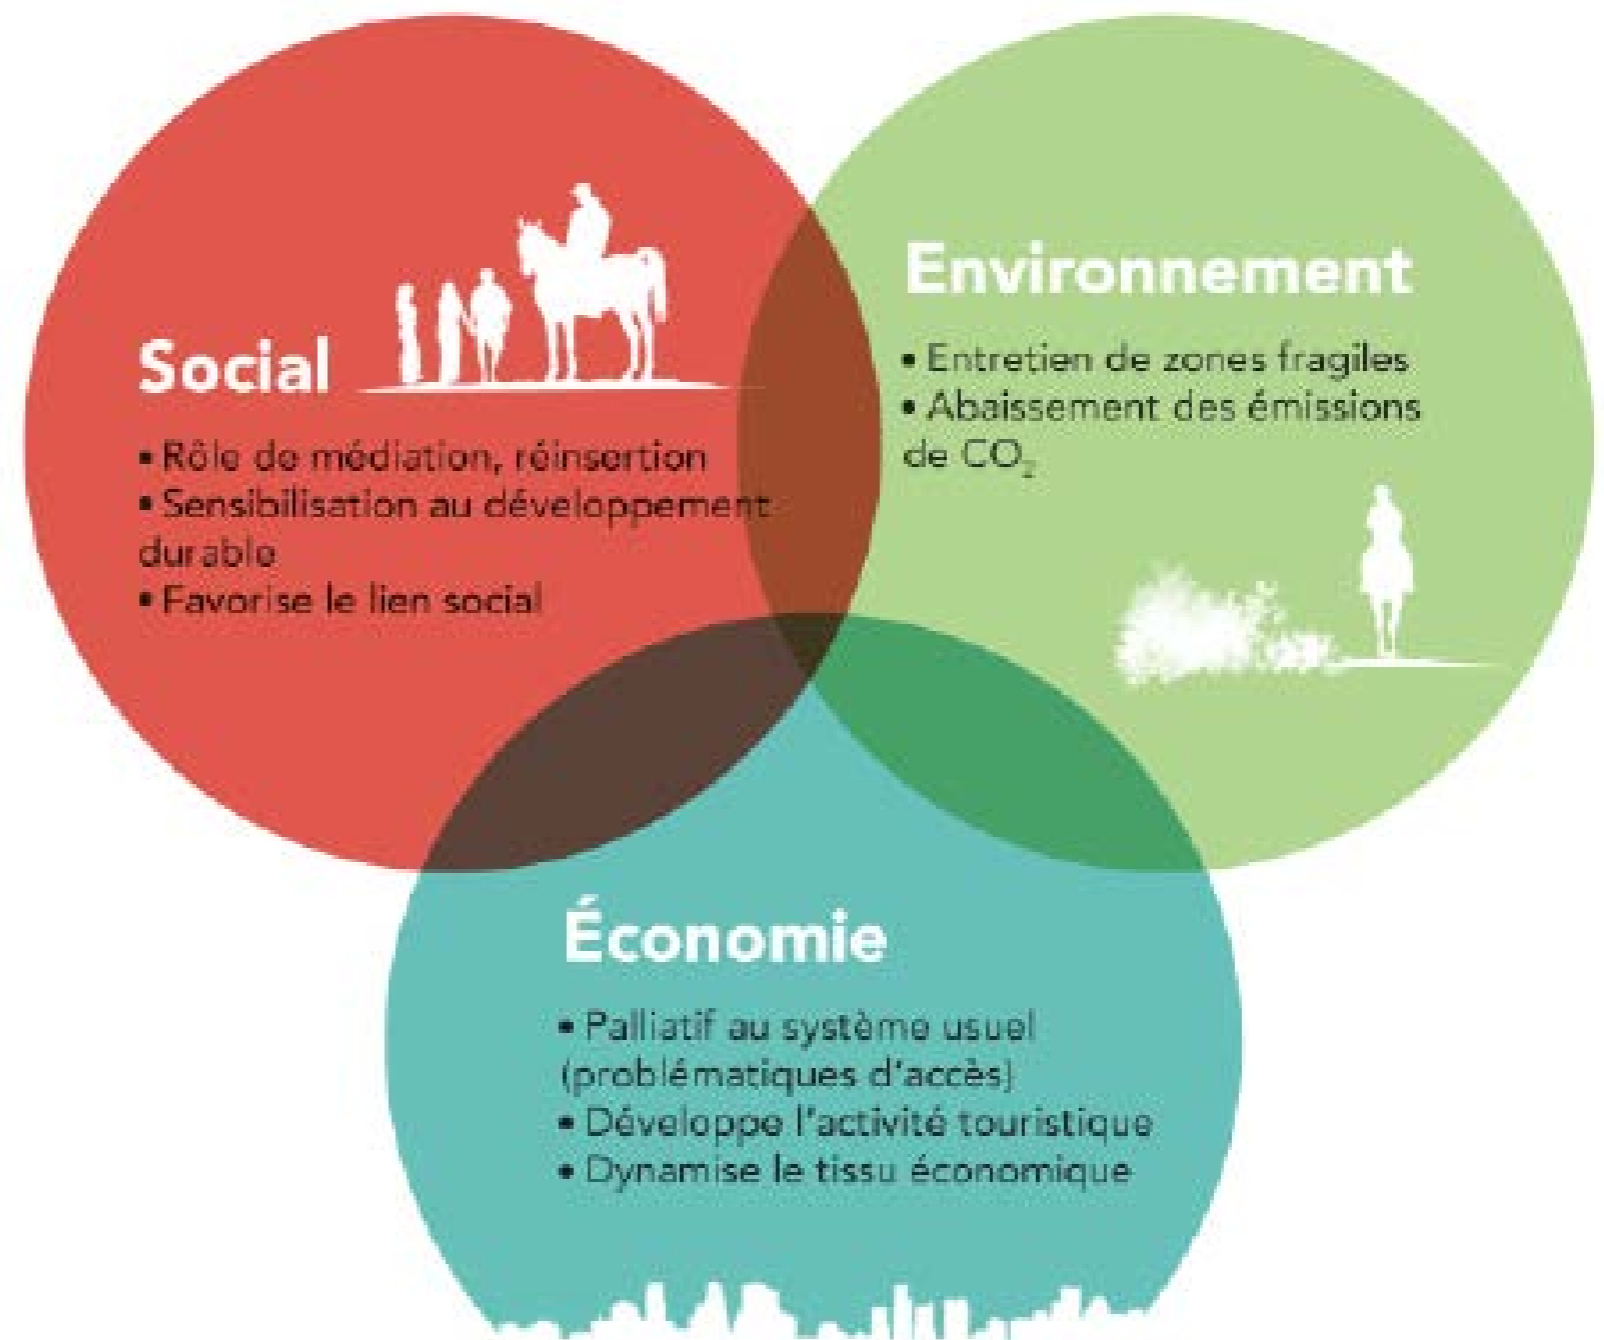 Social
• Rôle de médiation, réinsertion
• Sensibilisation au développement
durable
• Favorise le lien social
Environnement
• Entretien de zones fragiles
• Abaissement des émissions
de CO₂
Économie
• Palliatif au système usuel
(problématiques d'accès)
• Développe l'activité touristique
• Dynamise le tissu économique